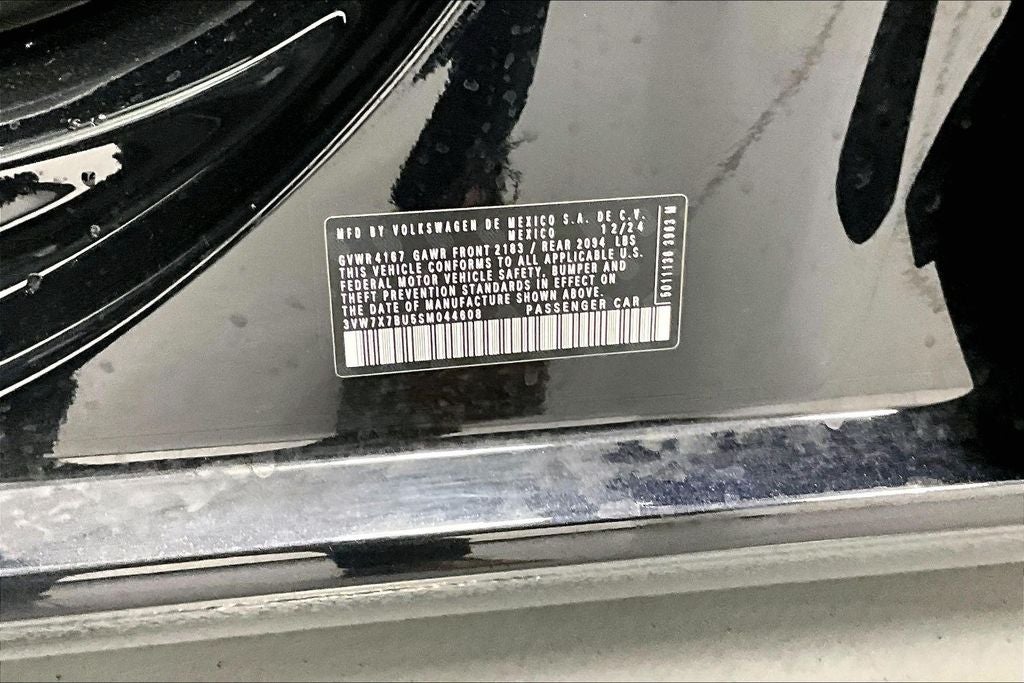 MFD BY VOLKSWAGEN DE MEXICO S.A. DE C.V.
MEXICO 12/24
GVWR 4167 GAWR FRONT 2183 / REAR 2094 LBS
THIS VEHICLE CONFORMS TO ALL APPLICABLE U.S.
FEDERAL MOTOR VEHICLE SAFETY, BUMPER AND
THEFT PREVENTION STANDARDS IN EFFECT ON
THE DATE OF MANUFACTURE SHOWN ABOVE.
3VW7X7BU5SM044608 PASSENGER CAR
5011136 3963 M